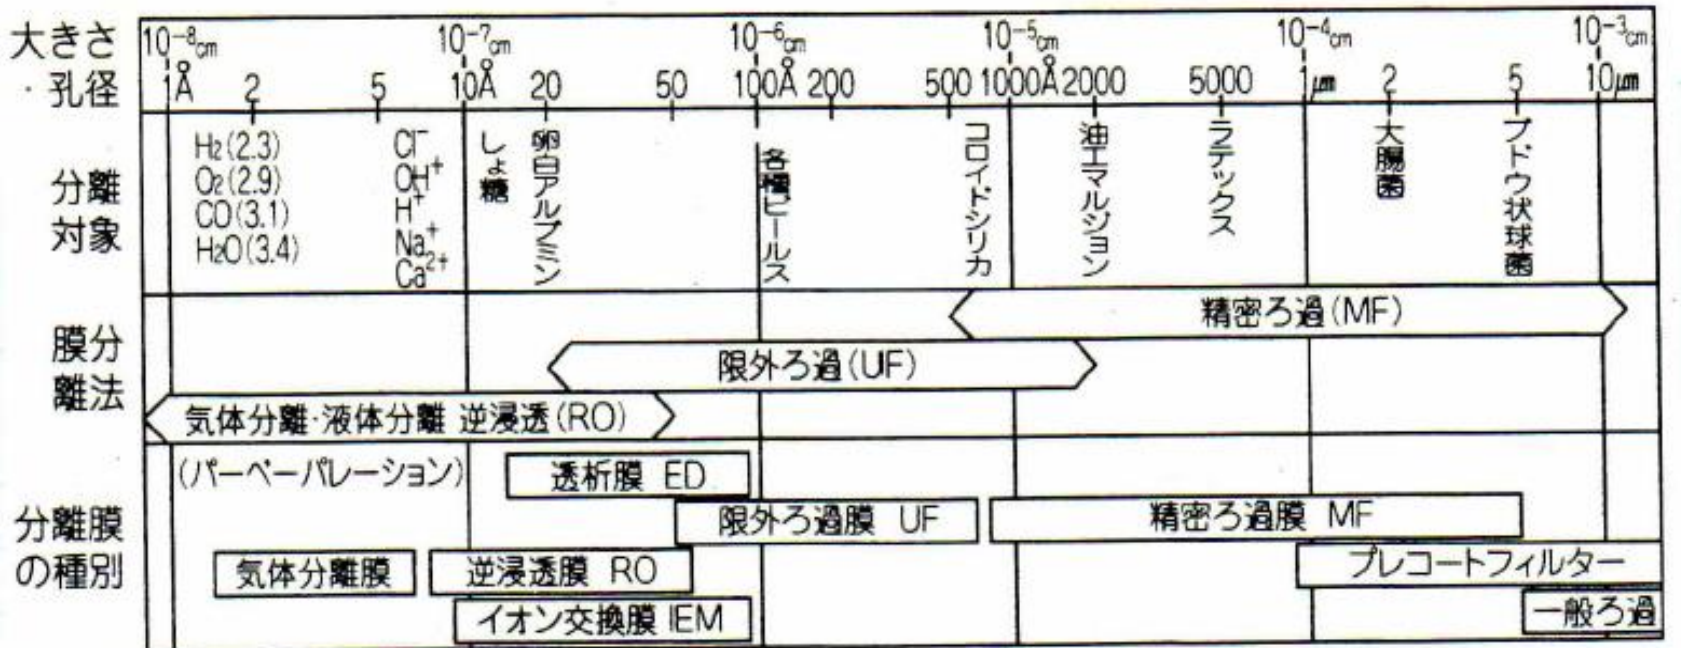 大きさ・孔径
10⁻⁸cm 10⁻⁷cm 10⁻⁶cm 10⁻⁵cm 10⁻⁴cm 10⁻³cm
1Å 2 5 10Å 20 50 100Å 200 500 1000Å 2000 5000 1μm 2 5 10μm
分離対象
H₂(2.3)
O₂(2.9)
CO(3.1)
H₂O(3.4)
Cl⁻
OH⁺
H⁺
Na⁺
Ca²⁺
しょ糖
卵白アルブミン
各種ビールス
コロイドシリカ
油エマルジョン
ラテックス
大腸菌
ブドウ状球菌
膜分離法
精密ろ過(MF)
限外ろ過(UF)
気体分離・液体分離 逆浸透(RO)
分離膜の種別
(パーベーパレーション)
透析膜 ED
限外ろ過膜 UF
精密ろ過膜 MF
気体分離膜
逆浸透膜 RO
プレコートフィルター
イオン交換膜 IEM
一般ろ過